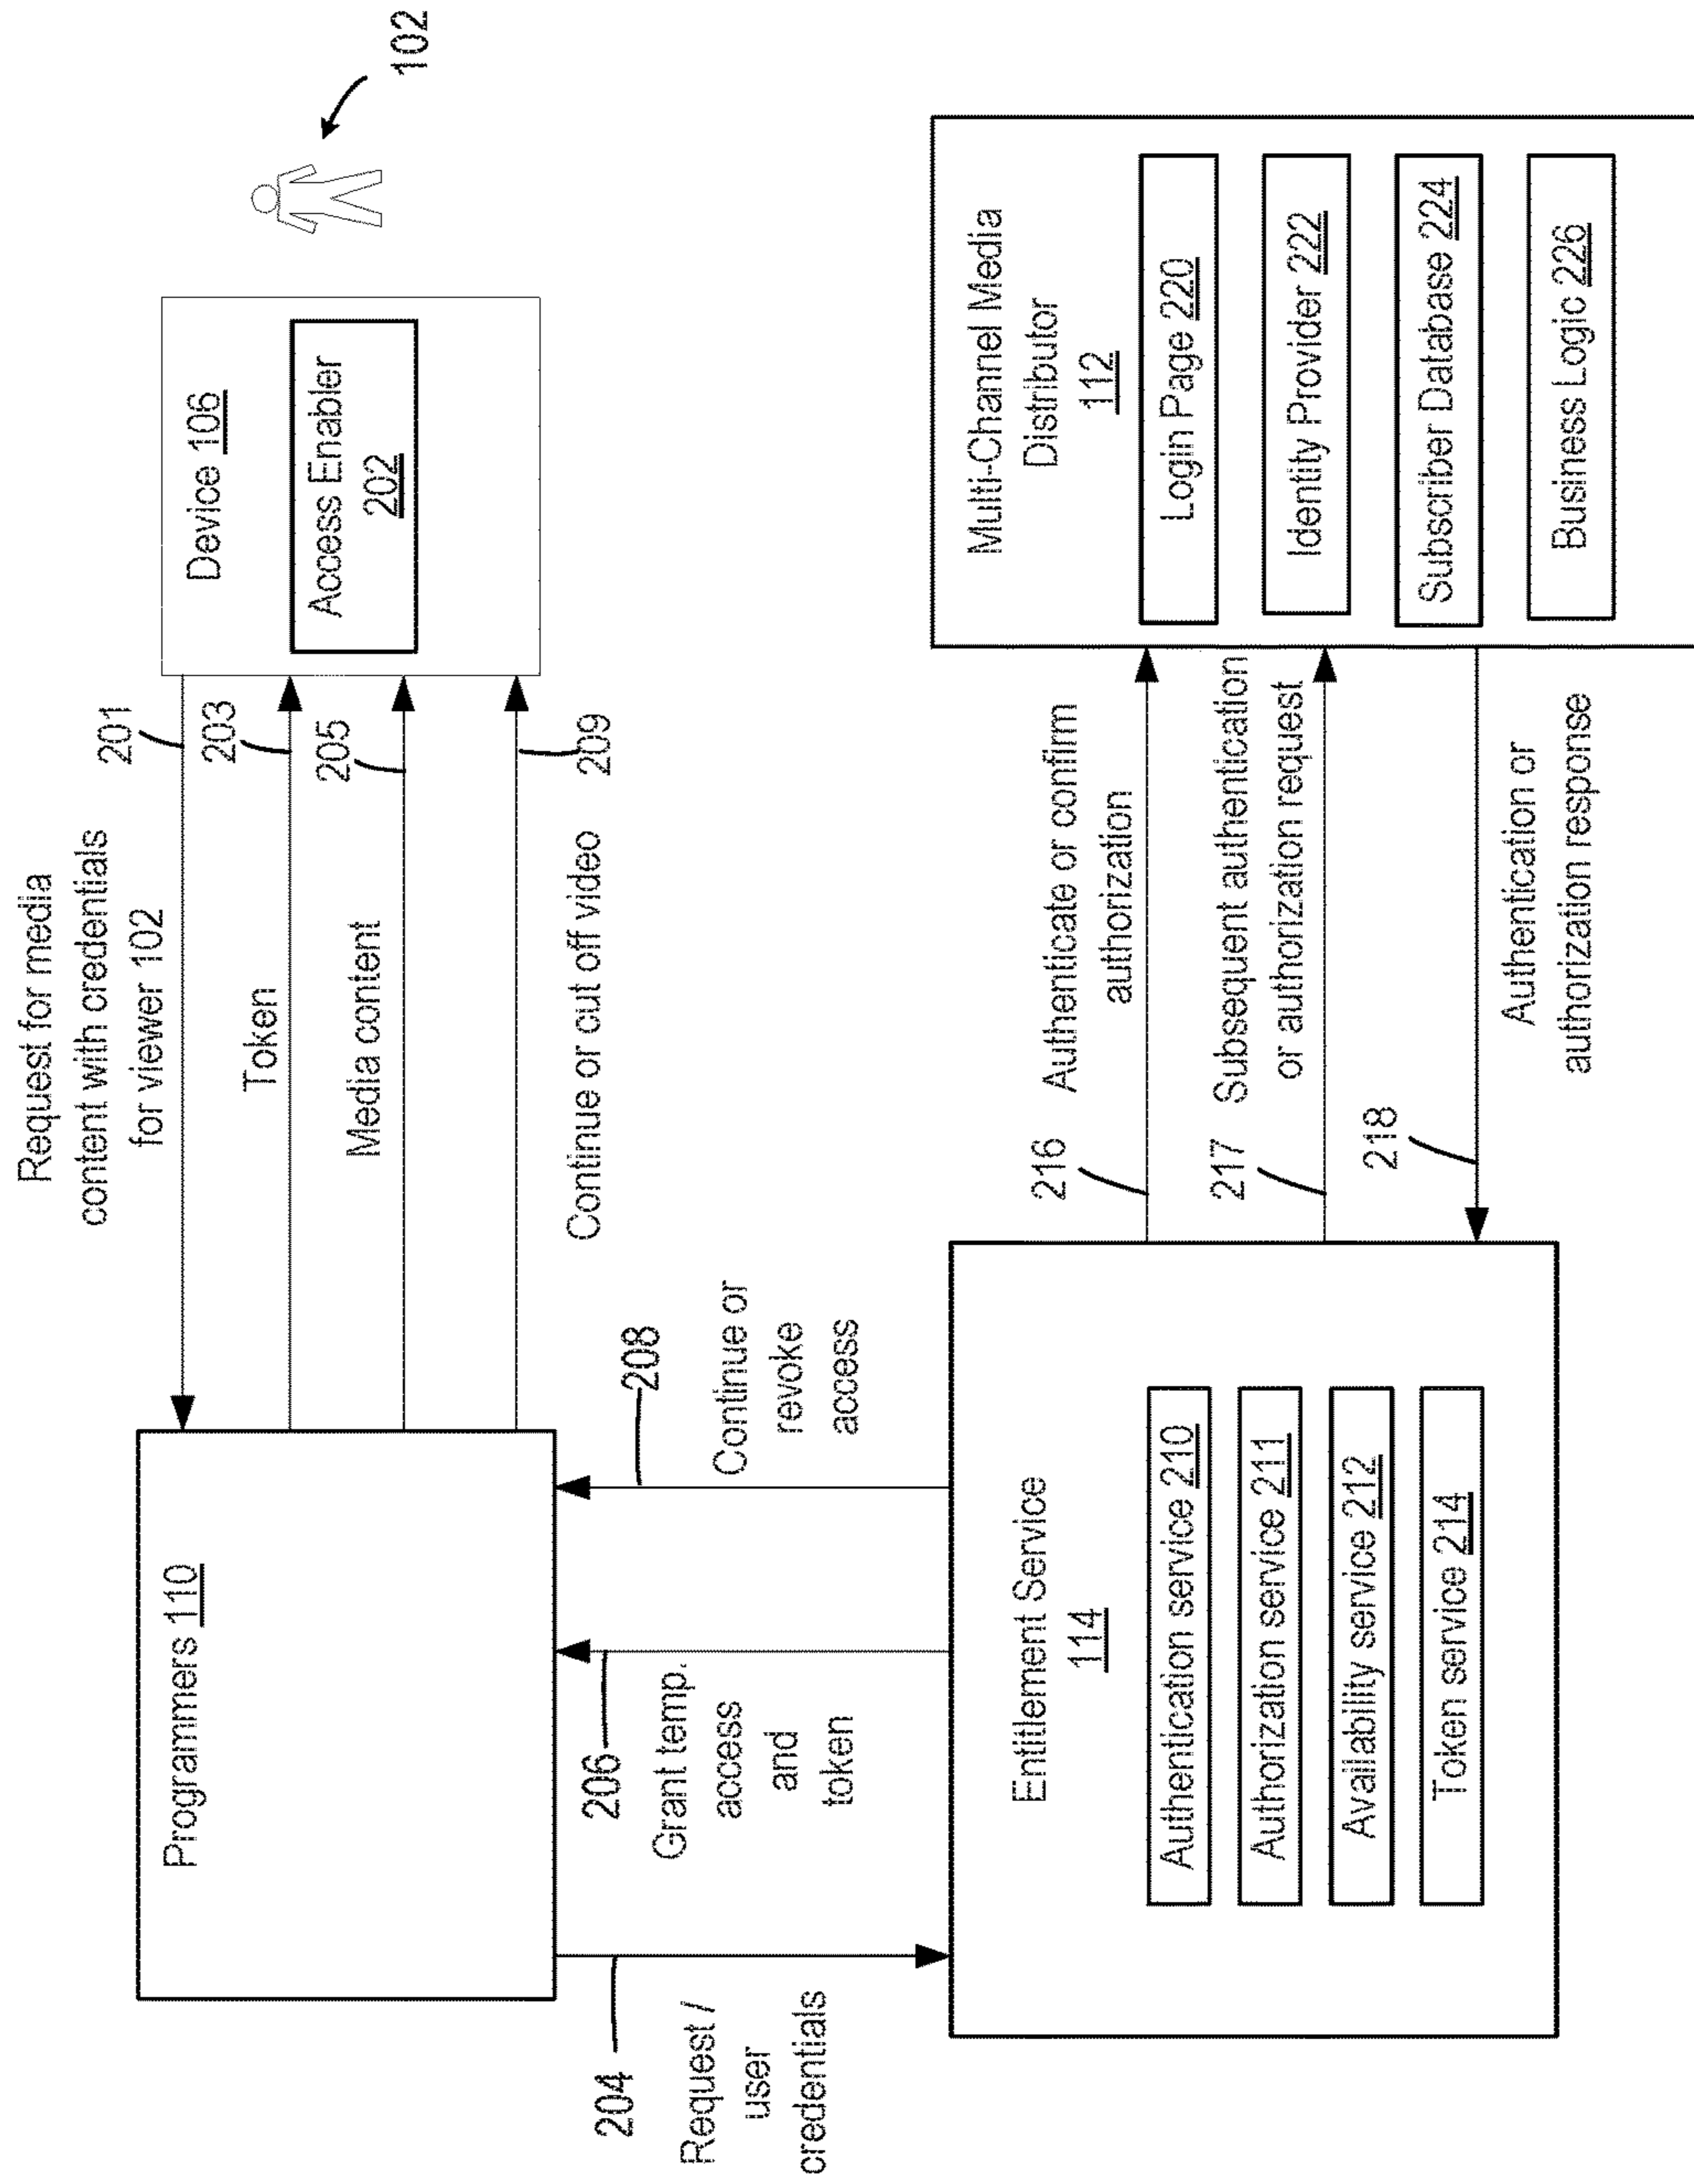 Request for media
content with credentials
for viewer 102
201
Token
203
Media content
205
Continue or cut off video
209
Programmers 110
Device 106
Access Enabler
202
102
204
Request /
user
credentials
206
Grant temp.
access
and
token
208
Continue or
revoke
access
Entitlement Service
114
Authentication service 210
Authorization service 211
Availability service 212
Token service 214
216
Authenticate or confirm
authorization
217
Subsequent authentication
or authorization request
218
Authentication or
authorization response
Multi-Channel Media
Distributor
112
Login Page 220
Identity Provider 222
Subscriber Database 224
Business Logic 226